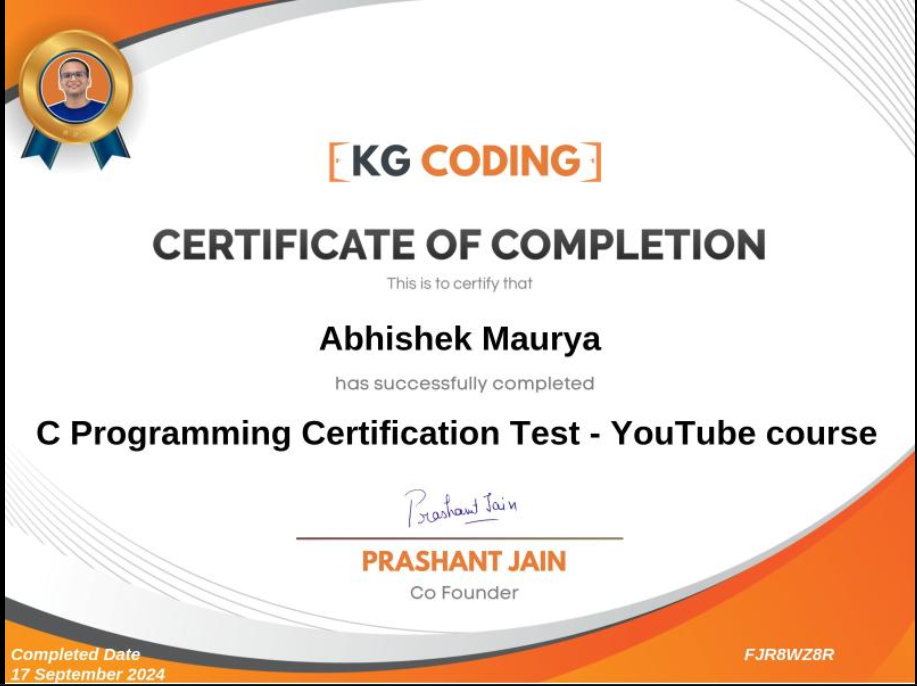 [KG CODING]
CERTIFICATE OF COMPLETION
This is to certify that
Abhishek Maurya
has successfully completed
C Programming Certification Test - YouTube course
Prashant Jain
PRASHANT JAIN
Co Founder
Completed Date
17 September 2024
FJR8WZ8R